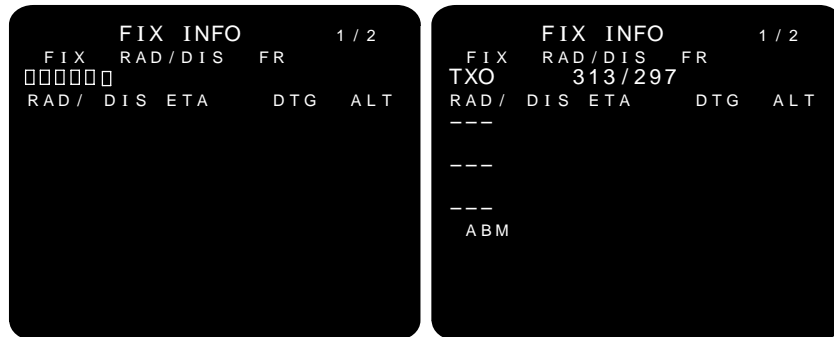 FIX INFO 1/2
FIX RAD/DIS FR
▯▯▯▯▯▯
RAD/ DIS ETA DTG ALT
FIX INFO 1/2
FIX RAD/DIS FR
TXO 313/297
RAD/ DIS ETA DTG ALT
---
---
---
ABM